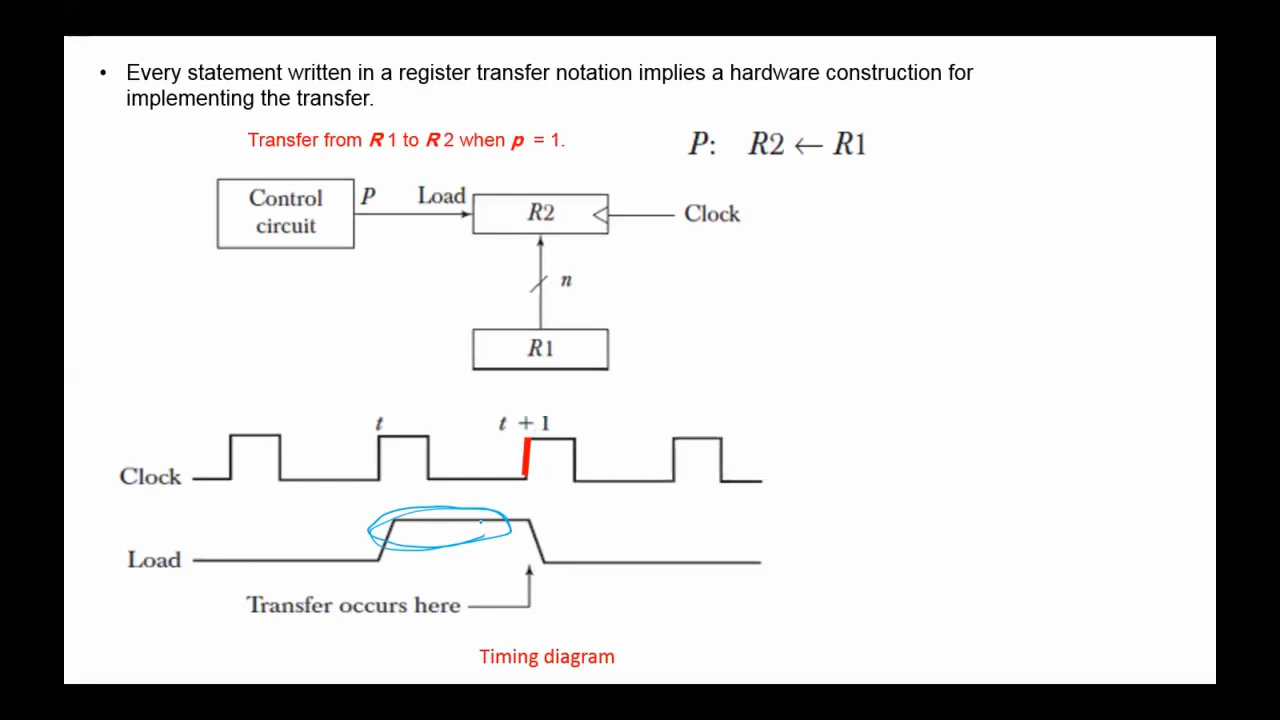 • Every statement written in a register transfer notation implies a hardware construction for
implementing the transfer.
Transfer from R1 to R2 when p = 1.
P: R2 ← R1
Control
circuit
P
Load
R2
Clock
n
R1
t
t + 1
Clock
Load
Transfer occurs here
Timing diagram